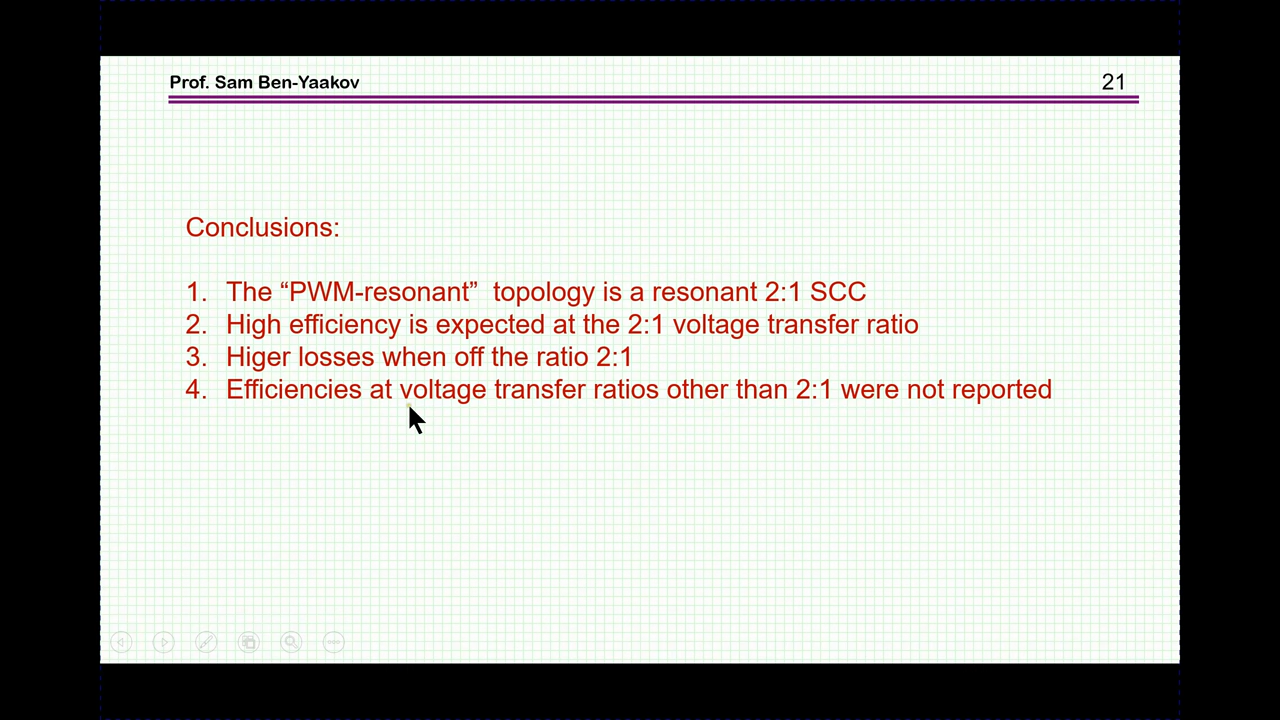 Prof. Sam Ben-Yaakov
21
Conclusions:
1. The “PWM-resonant”  topology is a resonant 2:1 SCC
2. High efficiency is expected at the 2:1 voltage transfer ratio
3. Higer losses when off the ratio 2:1
4. Efficiencies at voltage transfer ratios other than 2:1 were not reported